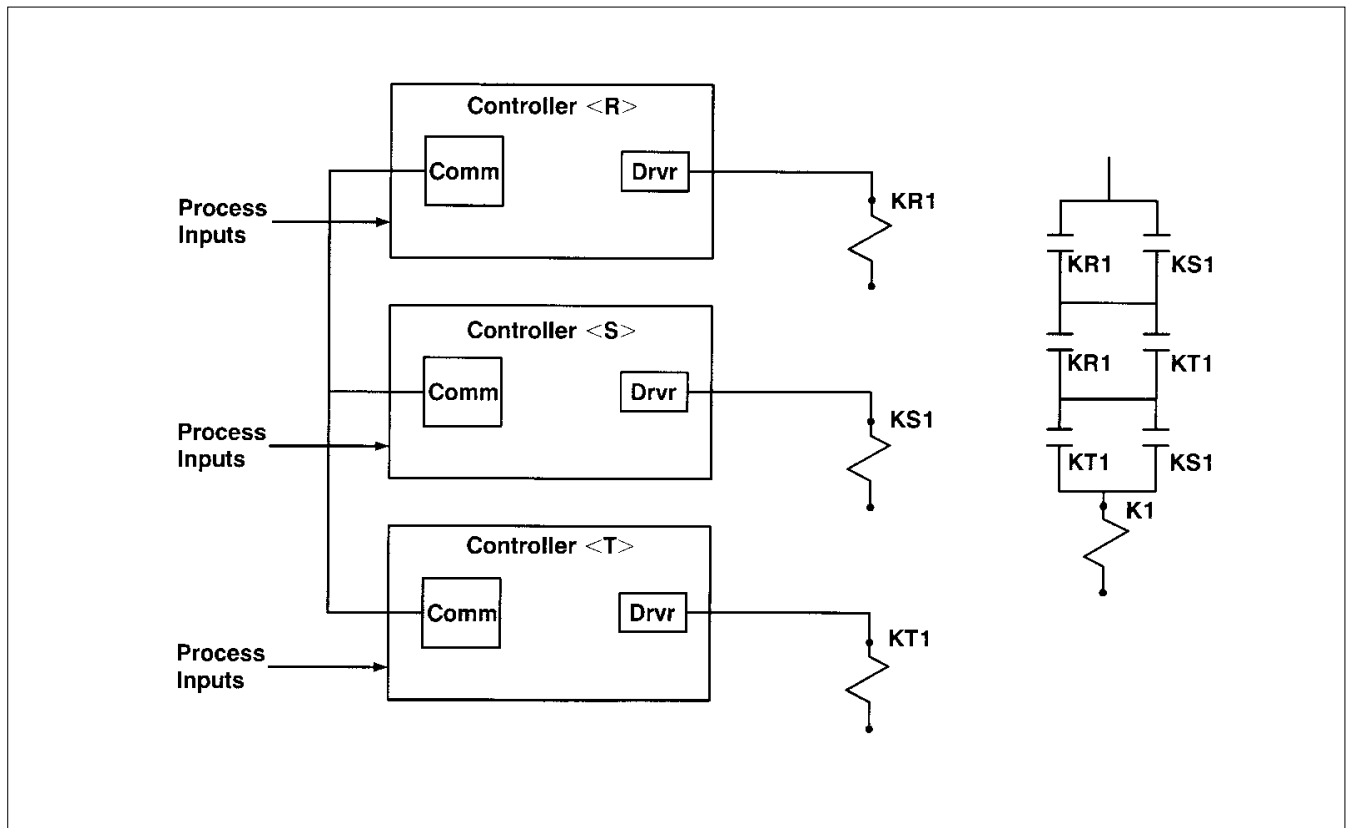 Controller <R>
Comm
Drvr
Process
Inputs
KR1
Controller <S>
Comm
Drvr
Process
Inputs
KS1
Controller <T>
Comm
Drvr
Process
Inputs
KT1
KR1 KS1
KR1 KT1
KT1 KS1
K1